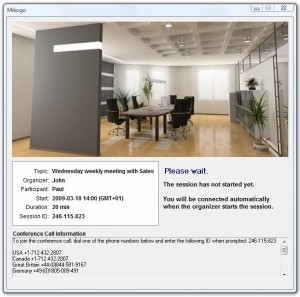 Mikogo
Topic: Wednesday weekly meeting with Sales
Organizer: John
Participant: Paul
Start: 2009-03-18 14:00 (GMT+01)
Duration: 20 min
Session ID: 246-115-823
Please wait.
The session has not started yet.
You will be connected automatically
when the organizer starts the session.
Conference Call Information
To join the conference call, dial one of the phone numbers below and enter the following ID when prompted: 246-115-823
USA +1-712-432-2807
Canada +1-712-432-2807
Great Britain +44-(0)844-581-9167
Germany +49-(0)1805-009-491